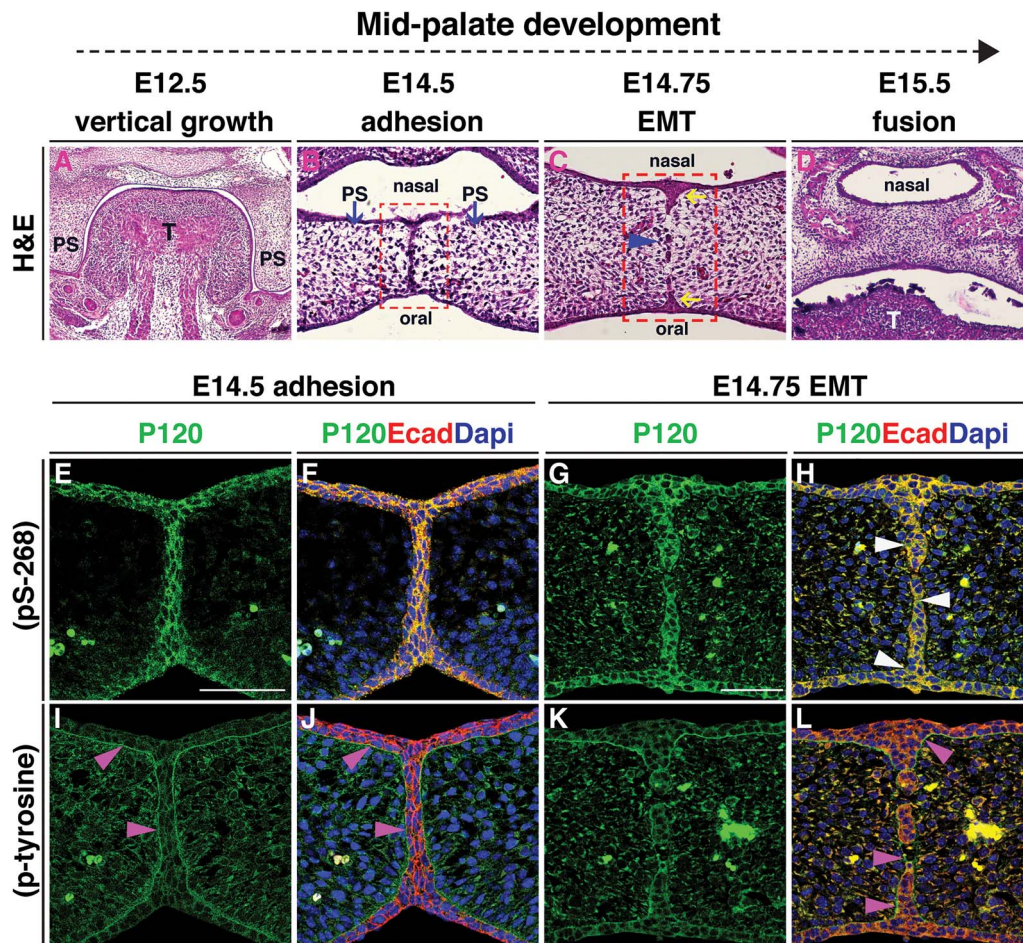 Mid-palate development
E12.5 E14.5 E14.75 E15.5
vertical growth adhesion EMT fusion
H&E
A B C D
nasal
PS nasal PS
nasal
T
PS PS
T
oral oral
E14.5 adhesion E14.75 EMT
P120 P120EcadDapi P120 P120EcadDapi
(pS-268)
E F G H
(p-tyrosine)
I J K L